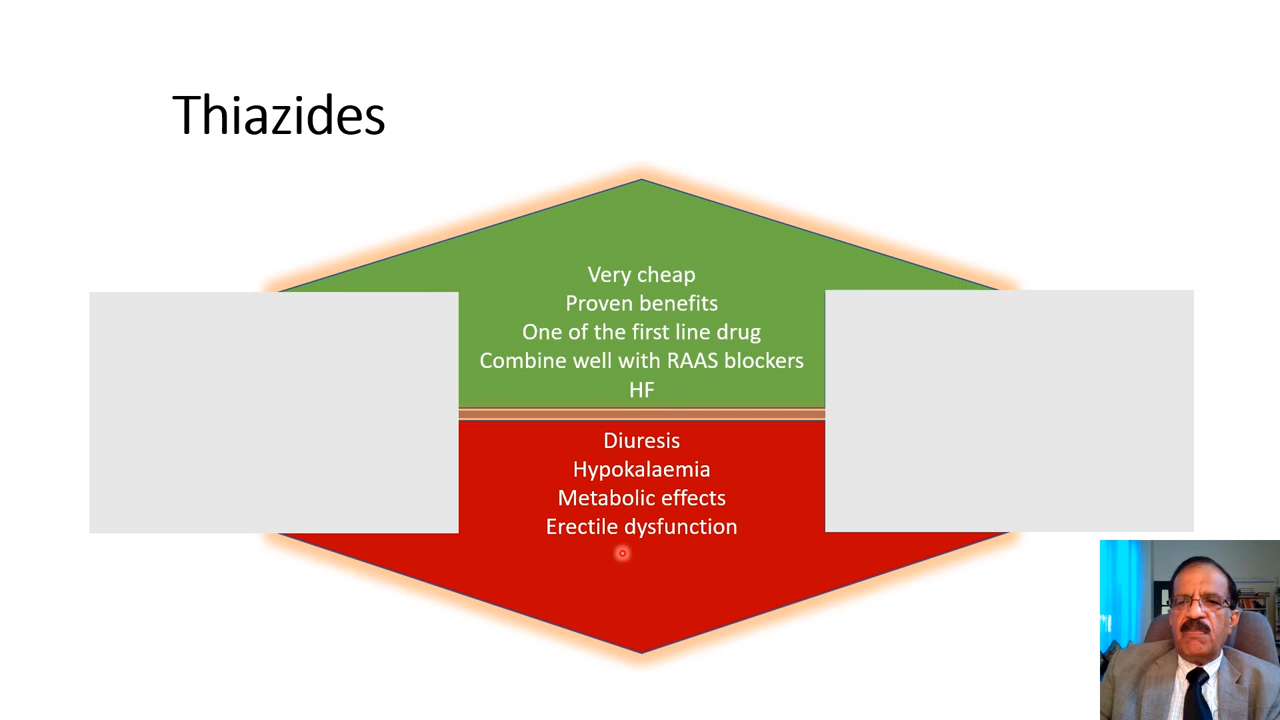 Thiazides
Very cheap
Proven benefits
One of the first line drug
Combine well with RAAS blockers
HF
Diuresis
Hypokalaemia
Metabolic effects
Erectile dysfunction